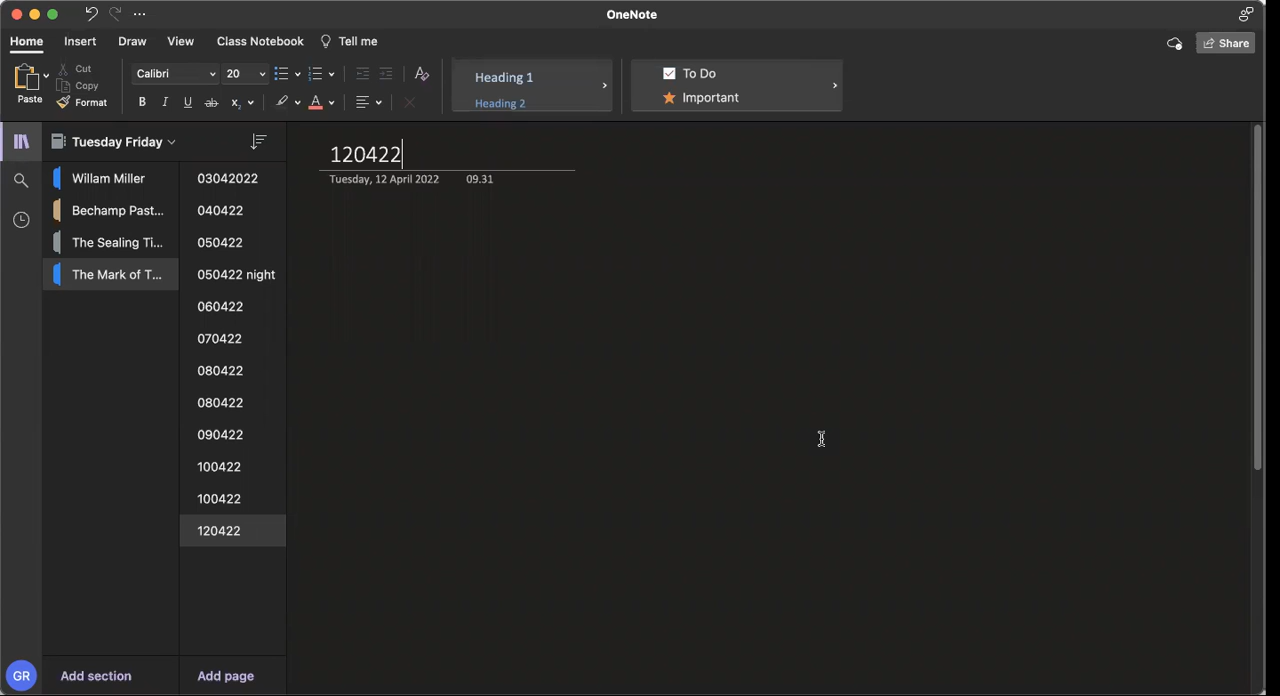 OneNote
Home Insert Draw View Class Notebook Tell me
Share
Paste
Cut
Copy
Format
Calibri 20
B I U ab x₂ A
Heading 1
Heading 2
To Do
Important
Tuesday Friday
Willam Miller
Bechamp Past...
The Sealing Ti...
The Mark of T...
Add section
03042022
040422
050422
050422 night
060422
070422
080422
080422
090422
100422
100422
120422
Add page
120422
Tuesday, 12 April 2022 09.31
GR